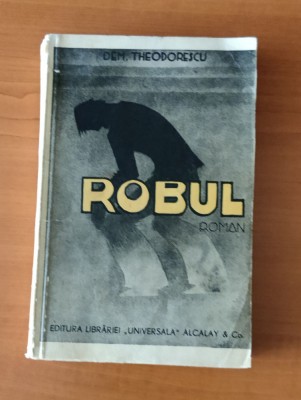 DEM. THEODORESCU
ROBUL
ROMAN
EDITURA LIBRĂRIEI „UNIVERSALA" ALCALAY & Co.